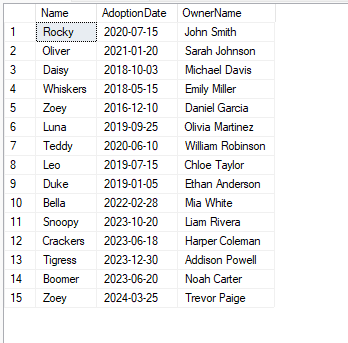 Name AdoptionDate OwnerName
1 Rocky 2020-07-15 John Smith
2 Oliver 2021-01-20 Sarah Johnson
3 Daisy 2018-10-03 Michael Davis
4 Whiskers 2018-05-15 Emily Miller
5 Zoey 2016-12-10 Daniel Garcia
6 Luna 2019-09-25 Olivia Martinez
7 Teddy 2020-06-10 William Robinson
8 Leo 2019-07-15 Chloe Taylor
9 Duke 2019-01-05 Ethan Anderson
10 Bella 2022-02-28 Mia White
11 Snoopy 2023-10-20 Liam Rivera
12 Crackers 2023-06-18 Harper Coleman
13 Tigress 2023-12-30 Addison Powell
14 Boomer 2023-06-20 Noah Carter
15 Zoey 2024-03-25 Trevor Paige